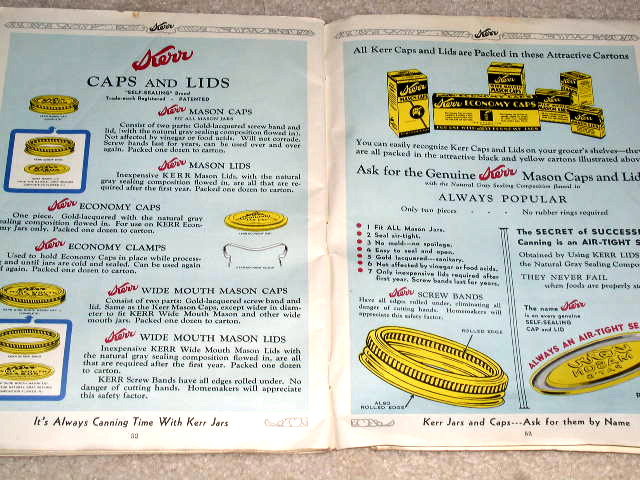 Kerr
Kerr
CAPS AND LIDS
"SELF-SEALING" Brand
Trade-mark Registered - PATENTED
Kerr MASON CAPS
FIT ALL MASON JARS
Consist of two parts: Gold-lacquered screw band and
lid, (with the natural gray sealing composition flowed in).
Not affected by vinegar or food acids. Will not corrode.
Screw bands last for years, can be used over and over
again. Packed one dozen to carton.
Kerr MASON LIDS
Inexpensive KERR Mason Lids, with the natural
gray sealing composition flowed in, are all that are re-
quired after the first year. Packed one dozen to carton.
Kerr ECONOMY CAPS
One piece. Gold-lacquered with the natural gray
sealing composition flowed in. For use on KERR Econ-
omy Jars only. Packed one dozen to carton.
Kerr ECONOMY CLAMPS
Used to hold Economy Caps in place while process-
and until jars are cold and sealed. Can be used again
again. Packed one dozen to carton.
Kerr WIDE MOUTH MASON CAPS
Consist of two parts: Gold-lacquered screw band and
lid. Same as the Kerr Mason Caps, except wider in diame-
ter to fit KERR Wide Mouth Mason and other wide
mouth jars. Packed one dozen to carton.
Kerr WIDE MOUTH MASON LIDS
Inexpensive KERR Wide Mouth Mason Lids with
the natural gray sealing composition flowed in, are all
that are required after the first year. Packed one dozen
to carton.
KERR Screw Bands have all edges rolled under. No
danger of cutting hands. Homemakers will appreciate
this safety factor.
It's Always Canning Time With Kerr Jars
52
Kerr
All Kerr Caps and Lids are Packed in these Attractive Cartons
Kerr ECONOMY CAPS
You can easily recognize Kerr Caps and Lids on your grocer's shelves—they
are all packed in the attractive black and yellow cartons illustrated above
Ask for the Genuine Kerr Mason Caps and Lids
with the Natural Gray Sealing Composition flowed in
ALWAYS POPULAR
Only two pieces . . . No rubber rings required
1 Fit ALL Mason Jars.
2 Seal air-tight.
3 No mold—no spoilage.
4 Easy to seal and open.
5 Gold lacquered—sanitary.
6 Not affected by vinegar or food acids.
7 Only inexpensive lids required after
first year. Screw bands last for years.
Kerr SCREW BANDS
Have all edges rolled under, eliminating
all danger of cutting hands. Homemakers will
appreciate this safety factor.
ROLLED EDGE
ALSO
ROLLED EDGE
The SECRET of SUCCESS
Canning is an AIR-TIGHT
Obtained by Using KERR LIDS
the Natural Gray Sealing Compo
THEY NEVER FAIL
when foods are properly
The name Kerr
is on every genuine
SELF-SEALING
CAP and LID
ALWAYS AN AIR-TIGHT SE
Kerr Jars and Caps---Ask for them by Name